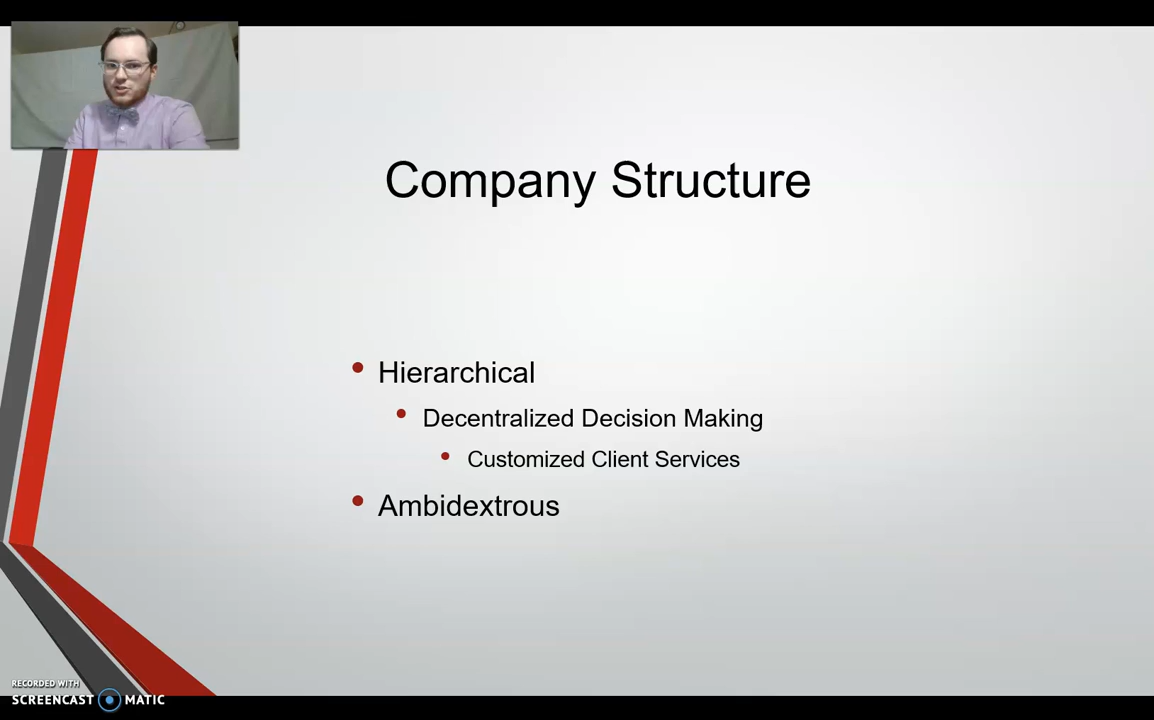 Company Structure
Hierarchical
Decentralized Decision Making
Customized Client Services
Ambidextrous
RECORDED WITH
SCREENCAST MATIC